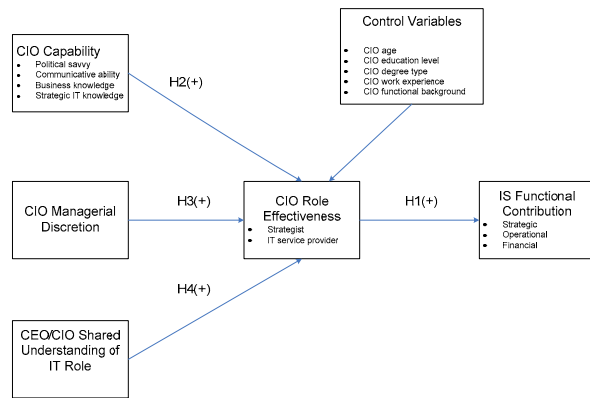 Control Variables
• CIO age
• CIO education level
• CIO degree type
• CIO work experience
• CIO functional background
CIO Capability
• Political savvy
• Communicative ability
• Business knowledge
• Strategic IT knowledge
H2(+)
CIO Managerial
Discretion
H3(+)
CIO Role
Effectiveness
• Strategist
• IT service provider
H1(+)
IS Functional
Contribution
• Strategic
• Operational
• Financial
H4(+)
CEO/CIO Shared
Understanding of
IT Role